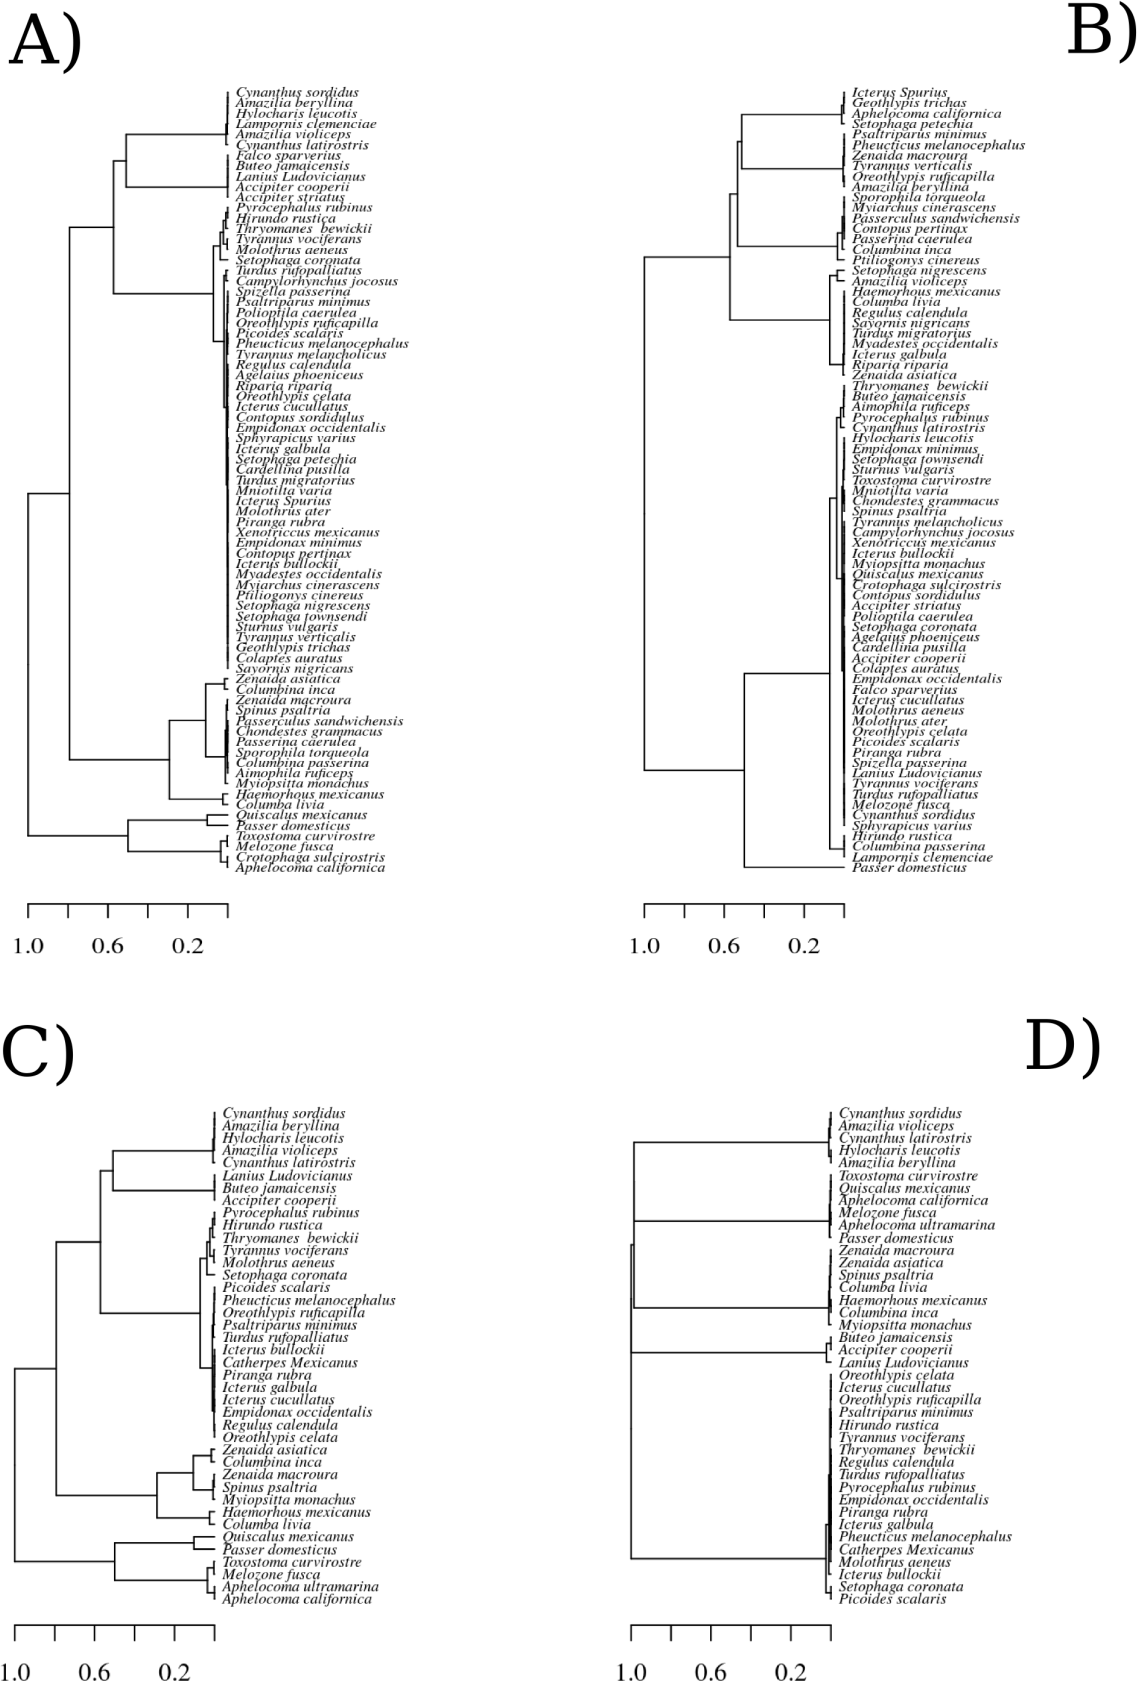 A)
Cynanthus sordidus
Amazilia beryllina
Hylocharis leucotis
Lampornis clemenciae
Amazilia violiceps
Cynanthus latirostris
Falco sparverius
Buteo jamaicensis
Lanius Ludovicianus
Accipiter cooperii
Accipiter striatus
Pyrocephalus rubinus
Hirundo rustica
Thryomanes  bewickii
Tyrannus vociferans
Molothrus aeneus
Setophaga coronata
Turdus rufopalliatus
Campylorhynchus jocosus
Spizella passerina
Psaltriparus minimus
Polioptila caerulea
Oreothlypis ruficapilla
Picoides scalaris
Pheucticus melanocephalus
Tyrannus melancholicus
Regulus calendula
Agelaius phoeniceus
Riparia riparia
Oreothlypis celata
Icterus cucullatus
Contopus sordidulus
Empidonax occidentalis
Sphyrapicus varius
Icterus galbula
Setophaga petechia
Cardellina pusilla
Turdus migratorius
Mniotilta varia
Icterus Spurius
Molothrus ater
Piranga rubra
Xenotriccus mexicanus
Empidonax minimus
Contopus pertinax
Icterus bullockii
Myadestes occidentalis
Myiarchus cinerascens
Ptiliogonys cinereus
Setophaga nigrescens
Setophaga townsendi
Sturnus vulgaris
Tyrannus verticalis
Geothlypis trichas
Colaptes auratus
Sayornis nigricans
Zenaida asiatica
Columbina inca
Zenaida macroura
Spinus psaltria
Passerculus sandwichensis
Chondestes grammacus
Passerina caerulea
Sporophila torqueola
Columbina passerina
Aimophila ruficeps
Myiopsitta monachus
Haemorhous mexicanus
Columba livia
Quiscalus mexicanus
Passer domesticus
Toxostoma curvirostre
Melozone fusca
Crotophaga sulcirostris
Aphelocoma californica
1.0 0.6 0.2
B)
Icterus Spurius
Geothlypis trichas
Aphelocoma californica
Setophaga petechia
Psaltriparus minimus
Pheucticus melanocephalus
Zenaida macroura
Tyrannus verticalis
Oreothlypis ruficapilla
Amazilia beryllina
Sporophila torqueola
Myiarchus cinerascens
Passerculus sandwichensis
Contopus pertinax
Passerina caerulea
Columbina inca
Ptiliogonys cinereus
Setophaga nigrescens
Amazilia violiceps
Haemorhous mexicanus
Columba livia
Regulus calendula
Sayornis nigricans
Turdus migratorius
Myadestes occidentalis
Icterus galbula
Riparia riparia
Zenaida asiatica
Thryomanes  bewickii
Buteo jamaicensis
Aimophila ruficeps
Pyrocephalus rubinus
Cynanthus latirostris
Hylocharis leucotis
Empidonax minimus
Setophaga townsendi
Sturnus vulgaris
Toxostoma curvirostre
Mniotilta varia
Chondestes grammacus
Spinus psaltria
Tyrannus melancholicus
Campylorhynchus jocosus
Xenotriccus mexicanus
Icterus bullockii
Myiopsitta monachus
Quiscalus mexicanus
Crotophaga sulcirostris
Contopus sordidulus
Accipiter striatus
Polioptila caerulea
Setophaga coronata
Agelaius phoeniceus
Cardellina pusilla
Accipiter cooperii
Colaptes auratus
Empidonax occidentalis
Falco sparverius
Icterus cucullatus
Molothrus aeneus
Molothrus ater
Oreothlypis celata
Picoides scalaris
Piranga rubra
Spizella passerina
Lanius Ludovicianus
Tyrannus vociferans
Turdus rufopalliatus
Melozone fusca
Cynanthus sordidus
Sphyrapicus varius
Hirundo rustica
Columbina passerina
Lampornis clemenciae
Passer domesticus
1.0 0.6 0.2
C)
Cynanthus sordidus
Amazilia beryllina
Hylocharis leucotis
Amazilia violiceps
Cynanthus latirostris
Lanius Ludovicianus
Buteo jamaicensis
Accipiter cooperii
Pyrocephalus rubinus
Hirundo rustica
Thryomanes  bewickii
Tyrannus vociferans
Molothrus aeneus
Setophaga coronata
Picoides scalaris
Pheucticus melanocephalus
Oreothlypis ruficapilla
Psaltriparus minimus
Turdus rufopalliatus
Icterus bullockii
Catherpes Mexicanus
Piranga rubra
Icterus galbula
Icterus cucullatus
Empidonax occidentalis
Regulus calendula
Oreothlypis celata
Zenaida asiatica
Columbina inca
Zenaida macroura
Spinus psaltria
Myiopsitta monachus
Haemorhous mexicanus
Columba livia
Quiscalus mexicanus
Passer domesticus
Toxostoma curvirostre
Melozone fusca
Aphelocoma ultramarina
Aphelocoma californica
1.0 0.6 0.2
D)
Cynanthus sordidus
Amazilia violiceps
Cynanthus latirostris
Hylocharis leucotis
Amazilia beryllina
Toxostoma curvirostre
Quiscalus mexicanus
Aphelocoma californica
Melozone fusca
Aphelocoma ultramarina
Passer domesticus
Zenaida macroura
Zenaida asiatica
Spinus psaltria
Columba livia
Haemorhous mexicanus
Columbina inca
Myiopsitta monachus
Buteo jamaicensis
Accipiter cooperii
Lanius Ludovicianus
Oreothlypis celata
Icterus cucullatus
Oreothlypis ruficapilla
Psaltriparus minimus
Hirundo rustica
Tyrannus vociferans
Thryomanes  bewickii
Regulus calendula
Turdus rufopalliatus
Pyrocephalus rubinus
Empidonax occidentalis
Piranga rubra
Icterus galbula
Pheucticus melanocephalus
Catherpes Mexicanus
Molothrus aeneus
Icterus bullockii
Setophaga coronata
Picoides scalaris
1.0 0.6 0.2